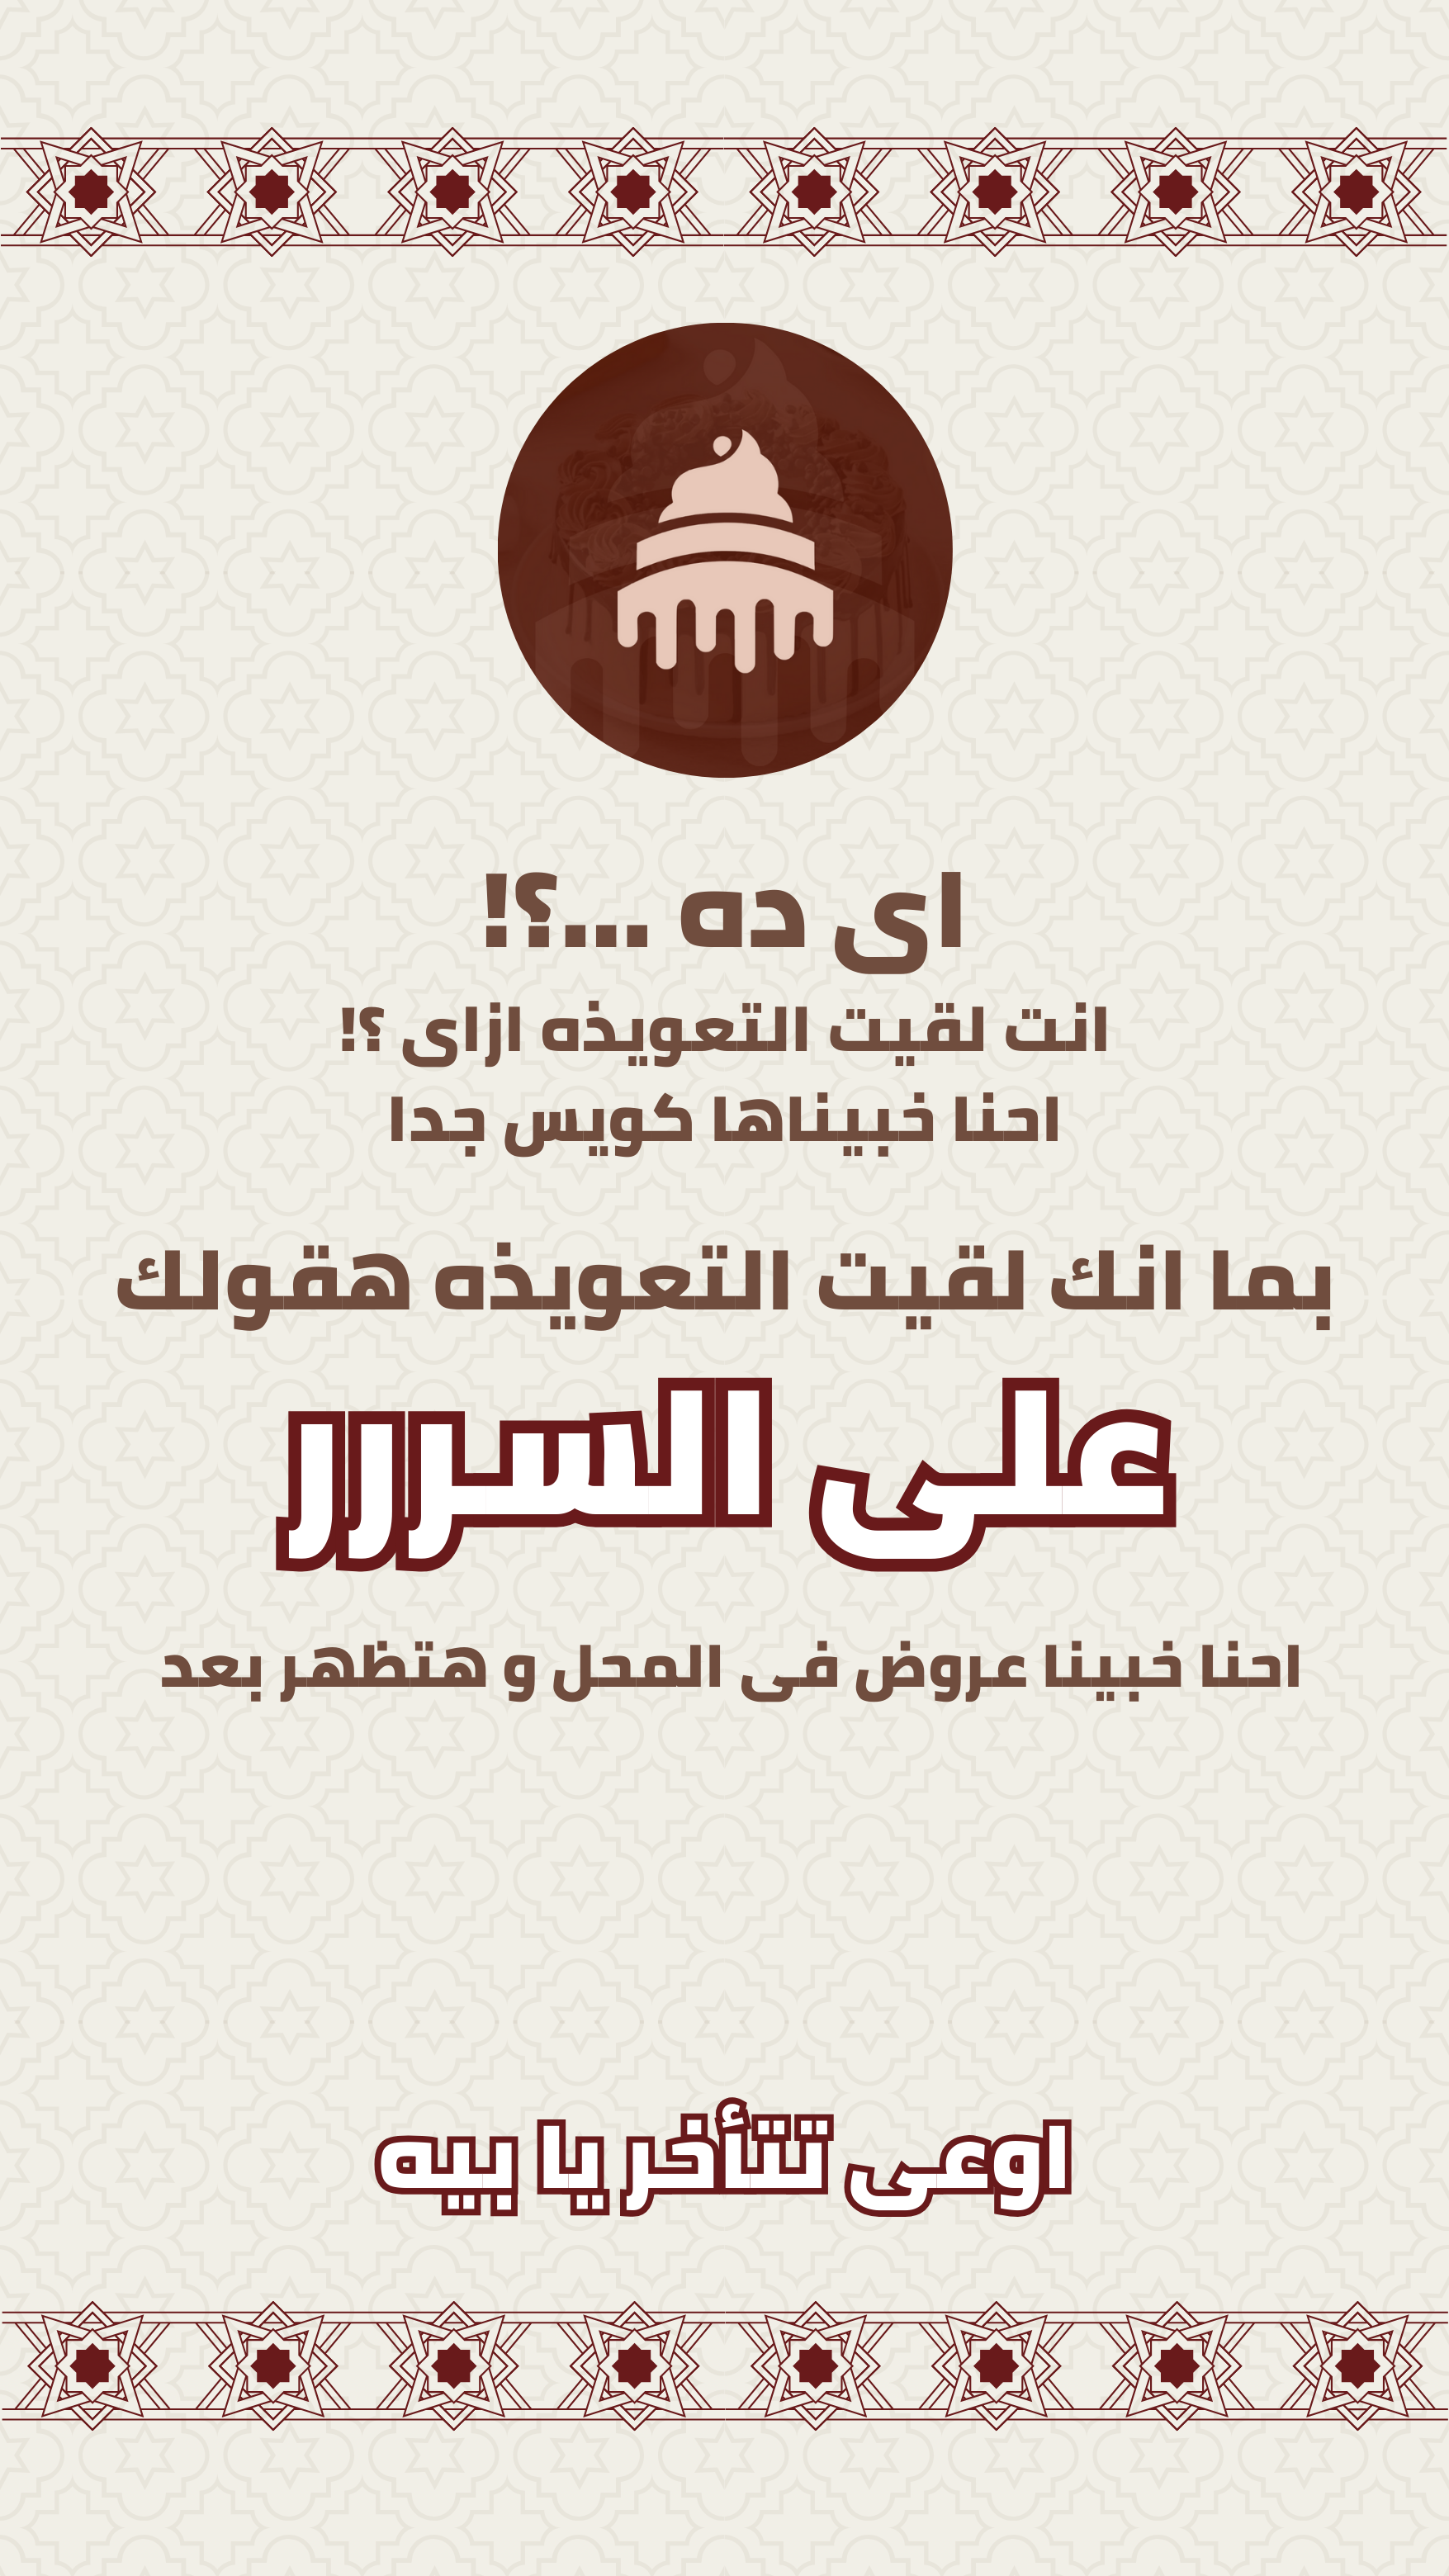 اى ده ...؟!
انت لقيت التعويذه ازاى ؟!
احنا خبيناها كويس جدا
بما انك لقيت التعويذه هقولك
على السررر
احنا خبينا عروض فى المحل و هتظهر بعد
اوعى تتأخر يا بيه